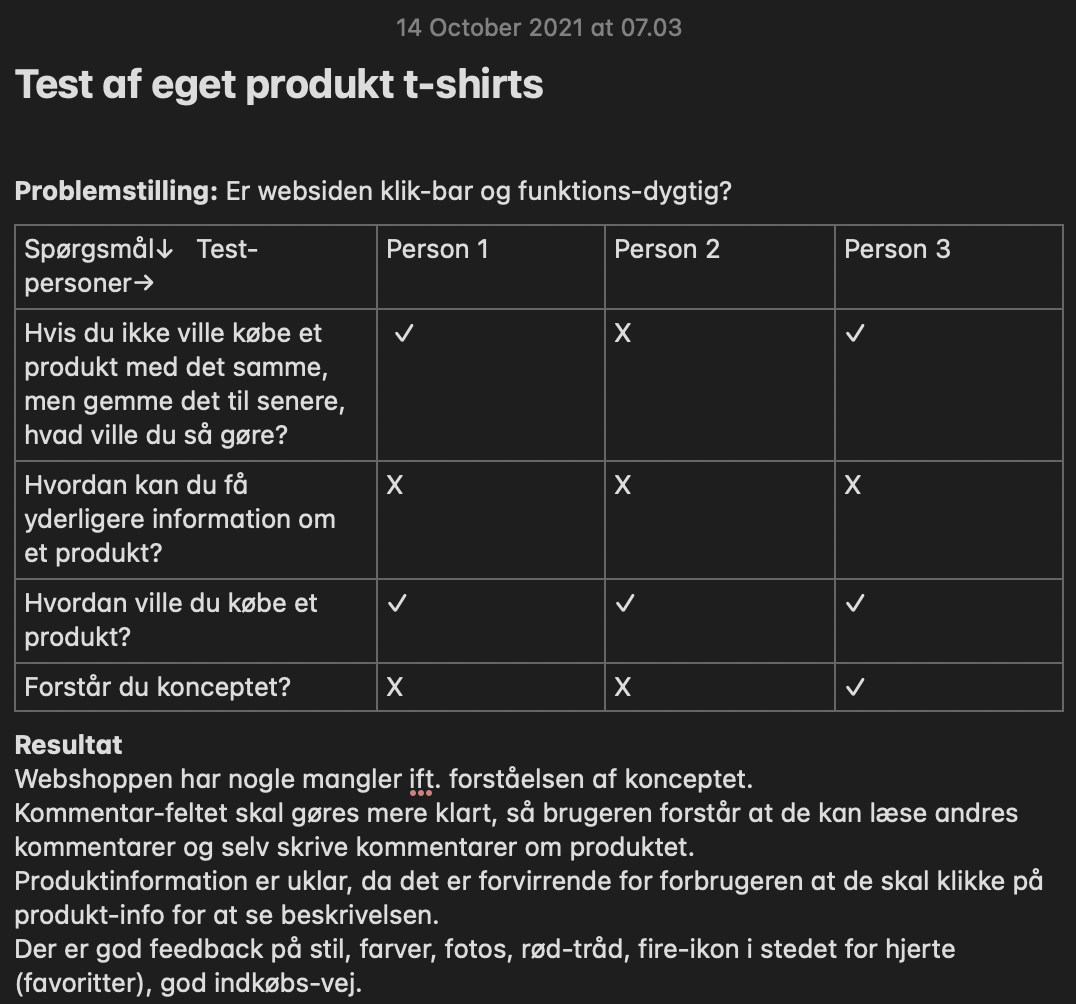 14 October 2021 at 07.03
Test af eget produkt t-shirts
Problemstilling: Er websiden klik-bar og funktions-dygtig?
Spørgsmål↓ Test-
personer→
Person 1
Person 2
Person 3
Hvis du ikke ville købe et
produkt med det samme,
men gemme det til senere,
hvad ville du så gøre?
✓
X
✓
Hvordan kan du få
yderligere information om
et produkt?
X
X
X
Hvordan ville du købe et
produkt?
✓
✓
✓
Forstår du konceptet?
X
X
✓
Resultat
Webshoppen har nogle mangler ift. forståelsen af konceptet.
Kommentar-feltet skal gøres mere klart, så brugeren forstår at de kan læse andres
kommentarer og selv skrive kommentarer om produktet.
Produktinformation er uklar, da det er forvirrende for forbrugeren at de skal klikke på
produkt-info for at se beskrivelsen.
Der er god feedback på stil, farver, fotos, rød-tråd, fire-ikon i stedet for hjerte
(favoritter), god indkøbs-vej.